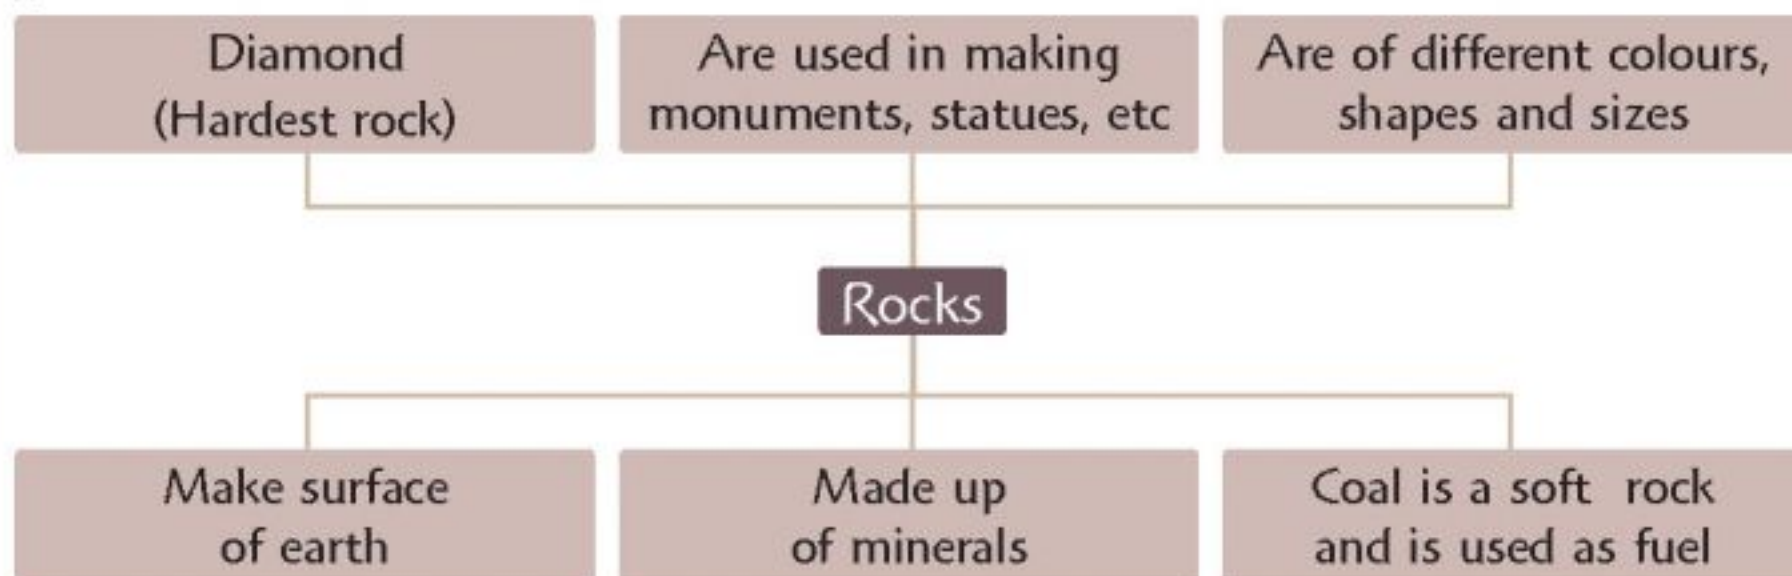 Diamond
(Hardest rock)
Are used in making
monuments, statues, etc
Are of different colours,
shapes and sizes
Rocks
Make surface
of earth
Made up
of minerals
Coal is a soft rock
and is used as fuel